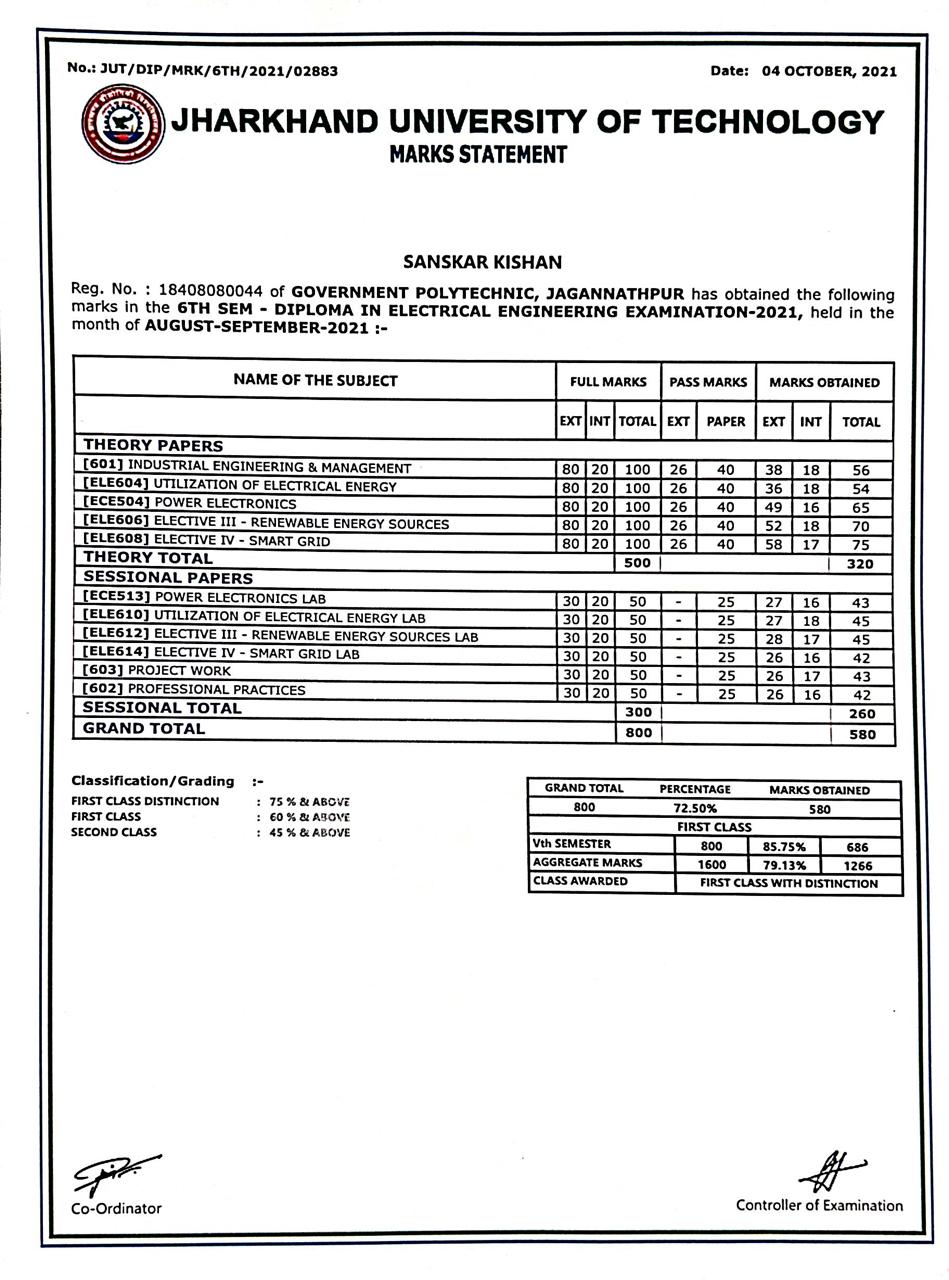 No.: JUT/DIP/MRK/6TH/2021/02883 Date: 04 OCTOBER, 2021
JHARKHAND UNIVERSITY OF TECHNOLOGY
MARKS STATEMENT
SANSKAR KISHAN
Reg. No. : 18408080044 of GOVERNMENT POLYTECHNIC, JAGANNATHPUR has obtained the following
marks in the 6TH SEM - DIPLOMA IN ELECTRICAL ENGINEERING EXAMINATION-2021, held in the
month of AUGUST-SEPTEMBER-2021 :-
NAME OF THE SUBJECT FULL MARKS PASS MARKS MARKS OBTAINED
EXT INT TOTAL EXT PAPER EXT INT TOTAL
THEORY PAPERS
[601] INDUSTRIAL ENGINEERING & MANAGEMENT 80 20 100 26 40 38 18 56
[ELE604] UTILIZATION OF ELECTRICAL ENERGY 80 20 100 26 40 36 18 54
[ECE504] POWER ELECTRONICS 80 20 100 26 40 49 16 65
[ELE606] ELECTIVE III - RENEWABLE ENERGY SOURCES 80 20 100 26 40 52 18 70
[ELE608] ELECTIVE IV - SMART GRID 80 20 100 26 40 58 17 75
THEORY TOTAL 500 320
SESSIONAL PAPERS
[ECE513] POWER ELECTRONICS LAB 30 20 50 - 25 27 16 43
[ELE610] UTILIZATION OF ELECTRICAL ENERGY LAB 30 20 50 - 25 27 18 45
[ELE612] ELECTIVE III - RENEWABLE ENERGY SOURCES LAB 30 20 50 - 25 28 17 45
[ELE614] ELECTIVE IV - SMART GRID LAB 30 20 50 - 25 26 16 42
[603] PROJECT WORK 30 20 50 - 25 26 17 43
[602] PROFESSIONAL PRACTICES 30 20 50 - 25 26 16 42
SESSIONAL TOTAL 300 260
GRAND TOTAL 800 580
Classification/Grading :-
FIRST CLASS DISTINCTION : 75 % & ABOVE
FIRST CLASS : 60 % & ABOVE
SECOND CLASS : 45 % & ABOVE
GRAND TOTAL PERCENTAGE MARKS OBTAINED
800 72.50% 580
FIRST CLASS
Vth SEMESTER 800 85.75% 686
AGGREGATE MARKS 1600 79.13% 1266
CLASS AWARDED FIRST CLASS WITH DISTINCTION
Co-Ordinator Controller of Examination